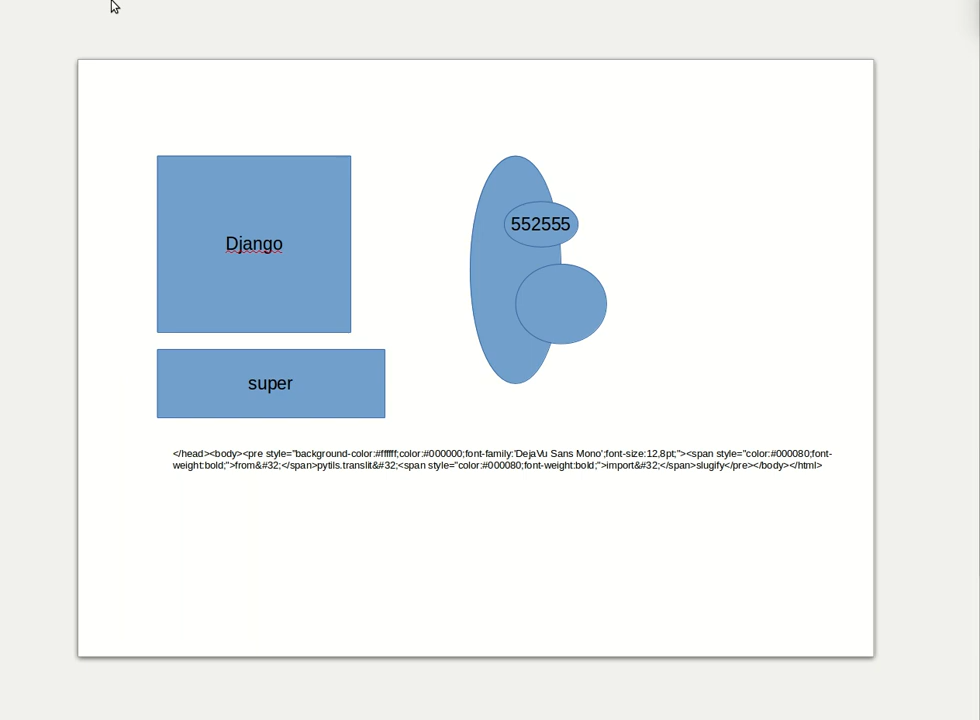 Django
552555
super
</head><body><pre style="background-color:#ffffff;color:#000000;font-family:'DejaVu Sans Mono';font-size:12,8pt;"><span style="color:#000080;font-
weight:bold;">from&#32;</span>pytils.translit&#32;<span style="color:#000080;font-weight:bold;">import&#32;</span>slugify</pre></body></html>